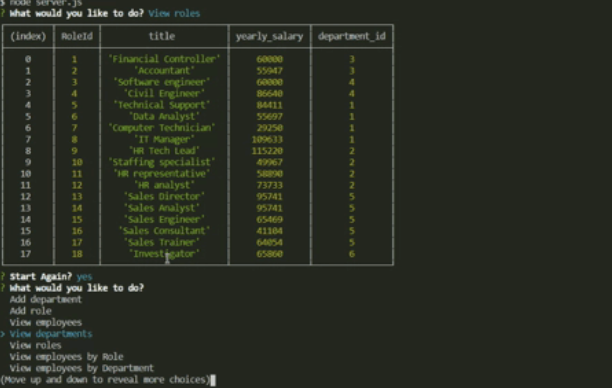 $ node server.js
? What would you like to do? View roles
(index) RoleId title yearly_salary department_id
0 1 'Financial Controller' 60000 3
1 2 'Accountant' 55947 3
2 3 'Software engineer' 60000 4
3 4 'Civil Engineer' 86640 4
4 5 'Technical Support' 84411 1
5 6 'Data Analyst' 55697 1
6 7 'Computer Technician' 29250 1
7 8 'IT Manager' 109633 1
8 9 'HR Tech Lead' 115220 2
9 10 'Staffing specialist' 49967 2
10 11 'HR representative' 58890 2
11 12 'HR analyst' 73733 2
12 13 'Sales Director' 95741 5
13 14 'Sales Analyst' 95741 5
14 15 'Sales Engineer' 65469 5
15 16 'Sales Consultant' 41104 5
16 17 'Sales Trainer' 64054 5
17 18 'Investigator' 65860 6
? Start Again? yes
? What would you like to do?
Add department
Add role
View employees
> View departments
View roles
View employees by Role
View employees by Department
(Move up and down to reveal more choices)